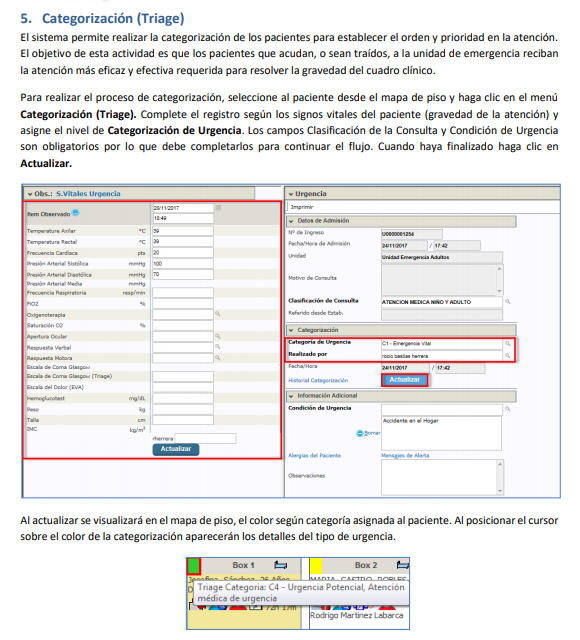 5. Categorización (Triage)
El sistema permite realizar la categorización de los pacientes para establecer el orden y prioridad en la atención.
El objetivo de esta actividad es que los pacientes que acudan, o sean traídos, a la unidad de emergencia reciban
la atención más eficaz y efectiva requerida para resolver la gravedad del cuadro clínico.
Para realizar el proceso de categorización, seleccione al paciente desde el mapa de piso y haga clic en el menú
Categorización (Triage). Complete el registro según los signos vitales del paciente (gravedad de la atención) y
asigne el nivel de Categorización de Urgencia. Los campos Clasificación de la Consulta y Condición de Urgencia
son obligatorios por lo que debe completarlos para continuar el flujo. Cuando haya finalizado haga clic en
Actualizar.
Obs.: S.Vitales Urgencia
Item Observado
28/11/2017
18:49
Temperatura Axilar °C 39
Temperatura Rectal °C 39
Frecuencia Cardiaca pts 20
Presión Arterial Sistólica mmHg 100
Presión Arterial Diastólica mmHg 70
Presión Arterial Media mmHg
Frecuencia Respiratoria resp/min
FiO2 %
Oxigenoterapia
Saturación O2 %
Apertura Ocular
Respuesta Verbal
Respuesta Motora
Escala de Coma Glasgow
Escala de Coma Glasgow (Triage)
Escala del Dolor (EVA)
Hemoglucotest mg/dL
Peso kg
Talla cm
IMC kg/m²
rherrera
Actualizar
Urgencia
Imprimir
Datos de Admisión
Nº de Ingreso U0000001254
Fecha/Hora de Admisión 24/11/2017 / 17:42
Unidad Unidad Emergencia Adultos
Motivo de Consulta
Clasificación de Consulta ATENCION MEDICA NIÑO Y ADULTO
Referido desde Estab.
Categorización
Categoría de Urgencia C1 - Emergencia Vital
Realizado por rocio bastias herrera
Fecha/Hora 24/11/2017 / 17:42
Historial Categorización Actualizar
Información Adicional
Condición de Urgencia
Accidente en el Hogar
Borrar
Alergias del Paciente Mensajes de Alerta
Observaciones
Al actualizar se visualizará en el mapa de piso, el color según categoría asignada al paciente. Al posicionar el cursor
sobre el color de la categorización aparecerán los detalles del tipo de urgencia.
Box 1 Box 2
Triage Categoria: C4 - Urgencia Potencial, Atención
médica de urgencia
Rodrigo Martinez Labarca